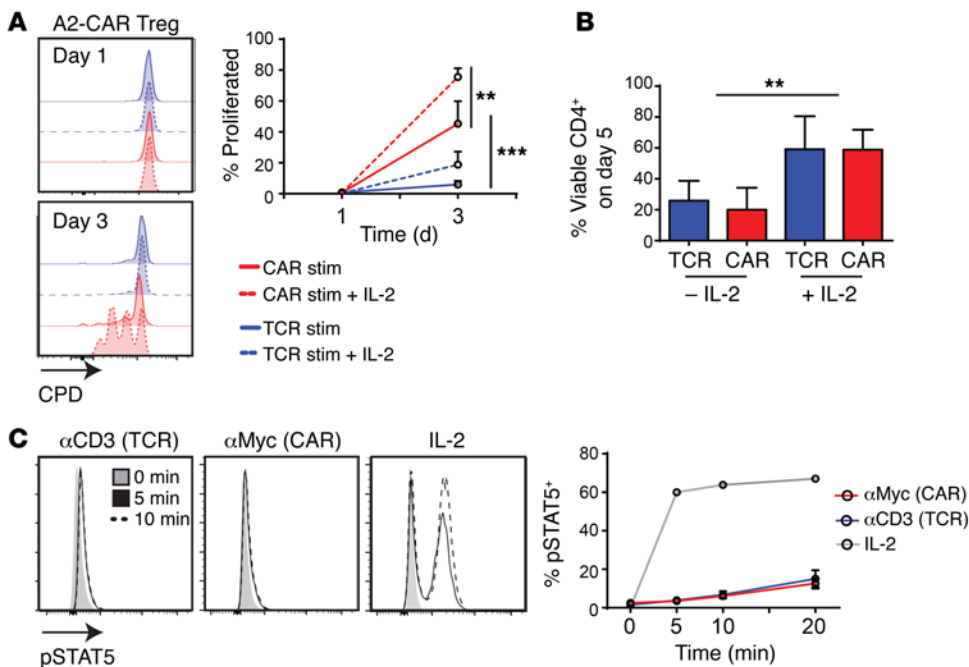 A
A2-CAR Treg
Day 1
Day 3
CPD
100
80
60
40
20
% Proliferated
1
3
Time (d)
**
***
CAR stim
CAR stim + IL-2
TCR stim
TCR stim + IL-2
B
**
% Viable CD4⁺
on day 5
100
80
60
40
20
0
TCR CAR TCR CAR
– IL-2 + IL-2
C
αCD3 (TCR)
αMyc (CAR)
IL-2
0 min
5 min
10 min
pSTAT5
% pSTAT5⁺
80
60
40
20
0
0 5 10 20
Time (min)
αMyc (CAR)
αCD3 (TCR)
IL-2